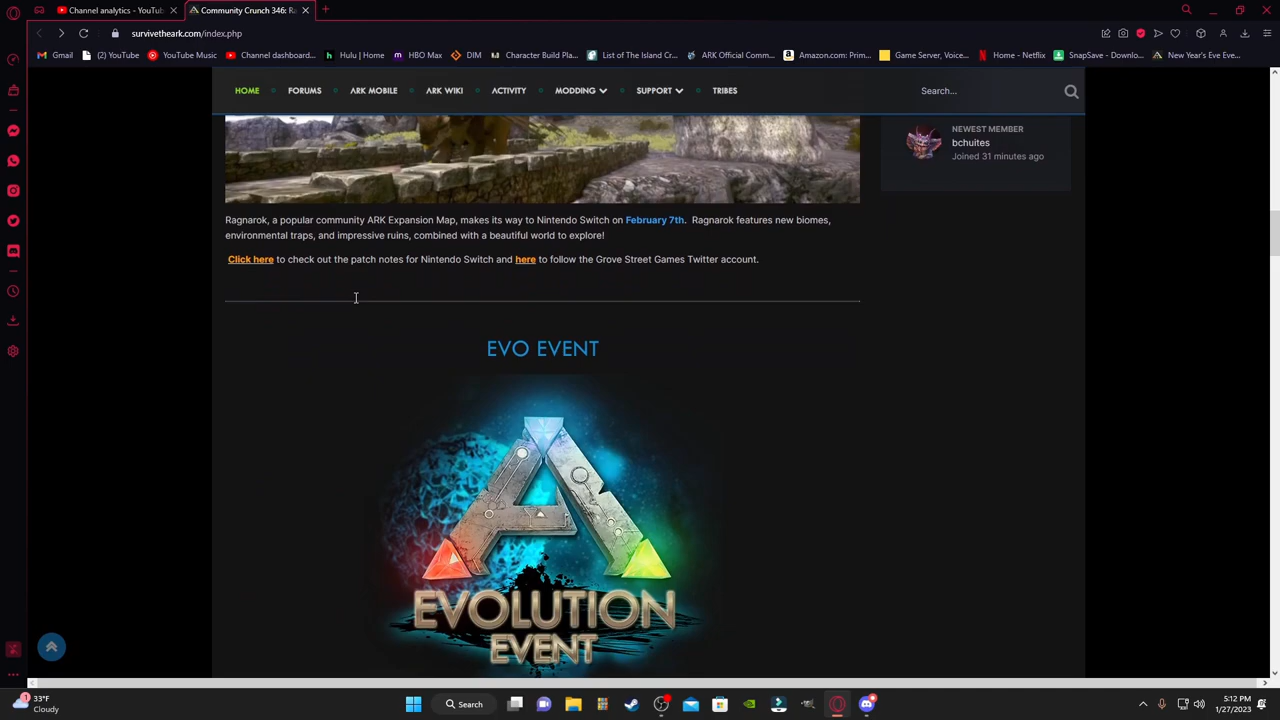 Channel analytics - YouTub
Community Crunch 346: Ra
survivetheark.com/index.php
Gmail
(2) YouTube
YouTube Music
Channel dashboard...
Hulu | Home
HBO Max
DIM
Character Build Pla...
List of The Island Cr...
ARK Official Comm...
Amazon.com: Prim...
Game Server, Voice...
Home - Netflix
SnapSave - Downlo...
New Year's Eve Eve...
HOME
FORUMS
ARK MOBILE
ARK WIKI
ACTIVITY
MODDING
SUPPORT
TRIBES
Search...
NEWEST MEMBER
bchuites
Joined 31 minutes ago
Ragnarok, a popular community ARK Expansion Map, makes its way to Nintendo Switch on February 7th. Ragnarok features new biomes,
environmental traps, and impressive ruins, combined with a beautiful world to explore!
Click here to check out the patch notes for Nintendo Switch and here to follow the Grove Street Games Twitter account.
EVO EVENT
EVOLUTION
EVENT
1
33°F
Cloudy
Search
5:12 PM
1/27/2023